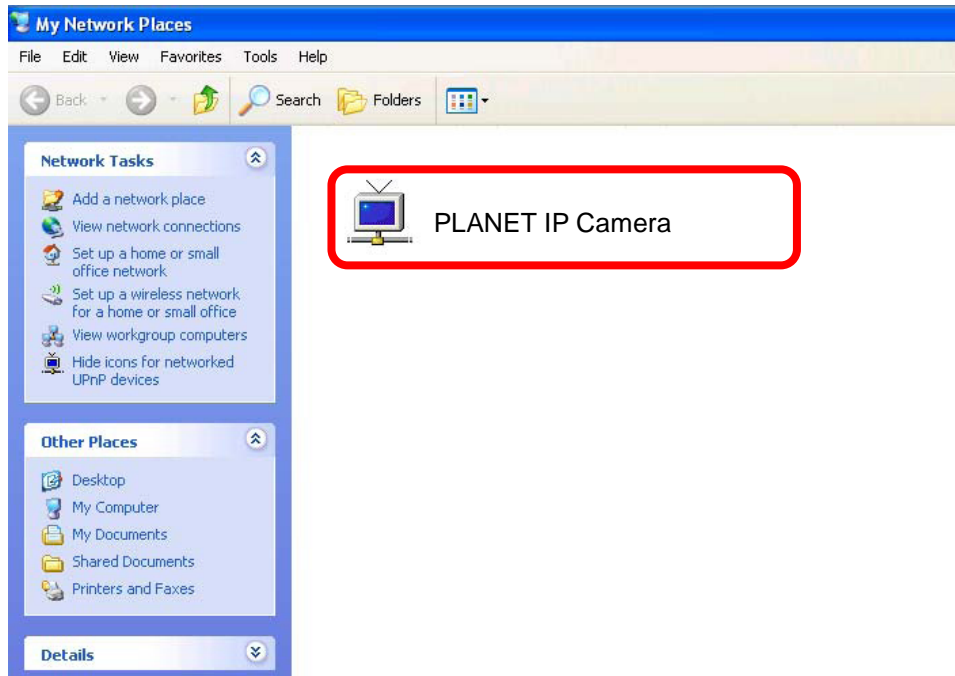 My Network Places
File Edit View Favorites Tools Help
Back Search Folders
Network Tasks
Add a network place
View network connections
Set up a home or small
office network
Set up a wireless network
for a home or small office
View workgroup computers
Hide icons for networked
UPnP devices
Other Places
Desktop
My Computer
My Documents
Shared Documents
Printers and Faxes
Details
PLANET IP Camera